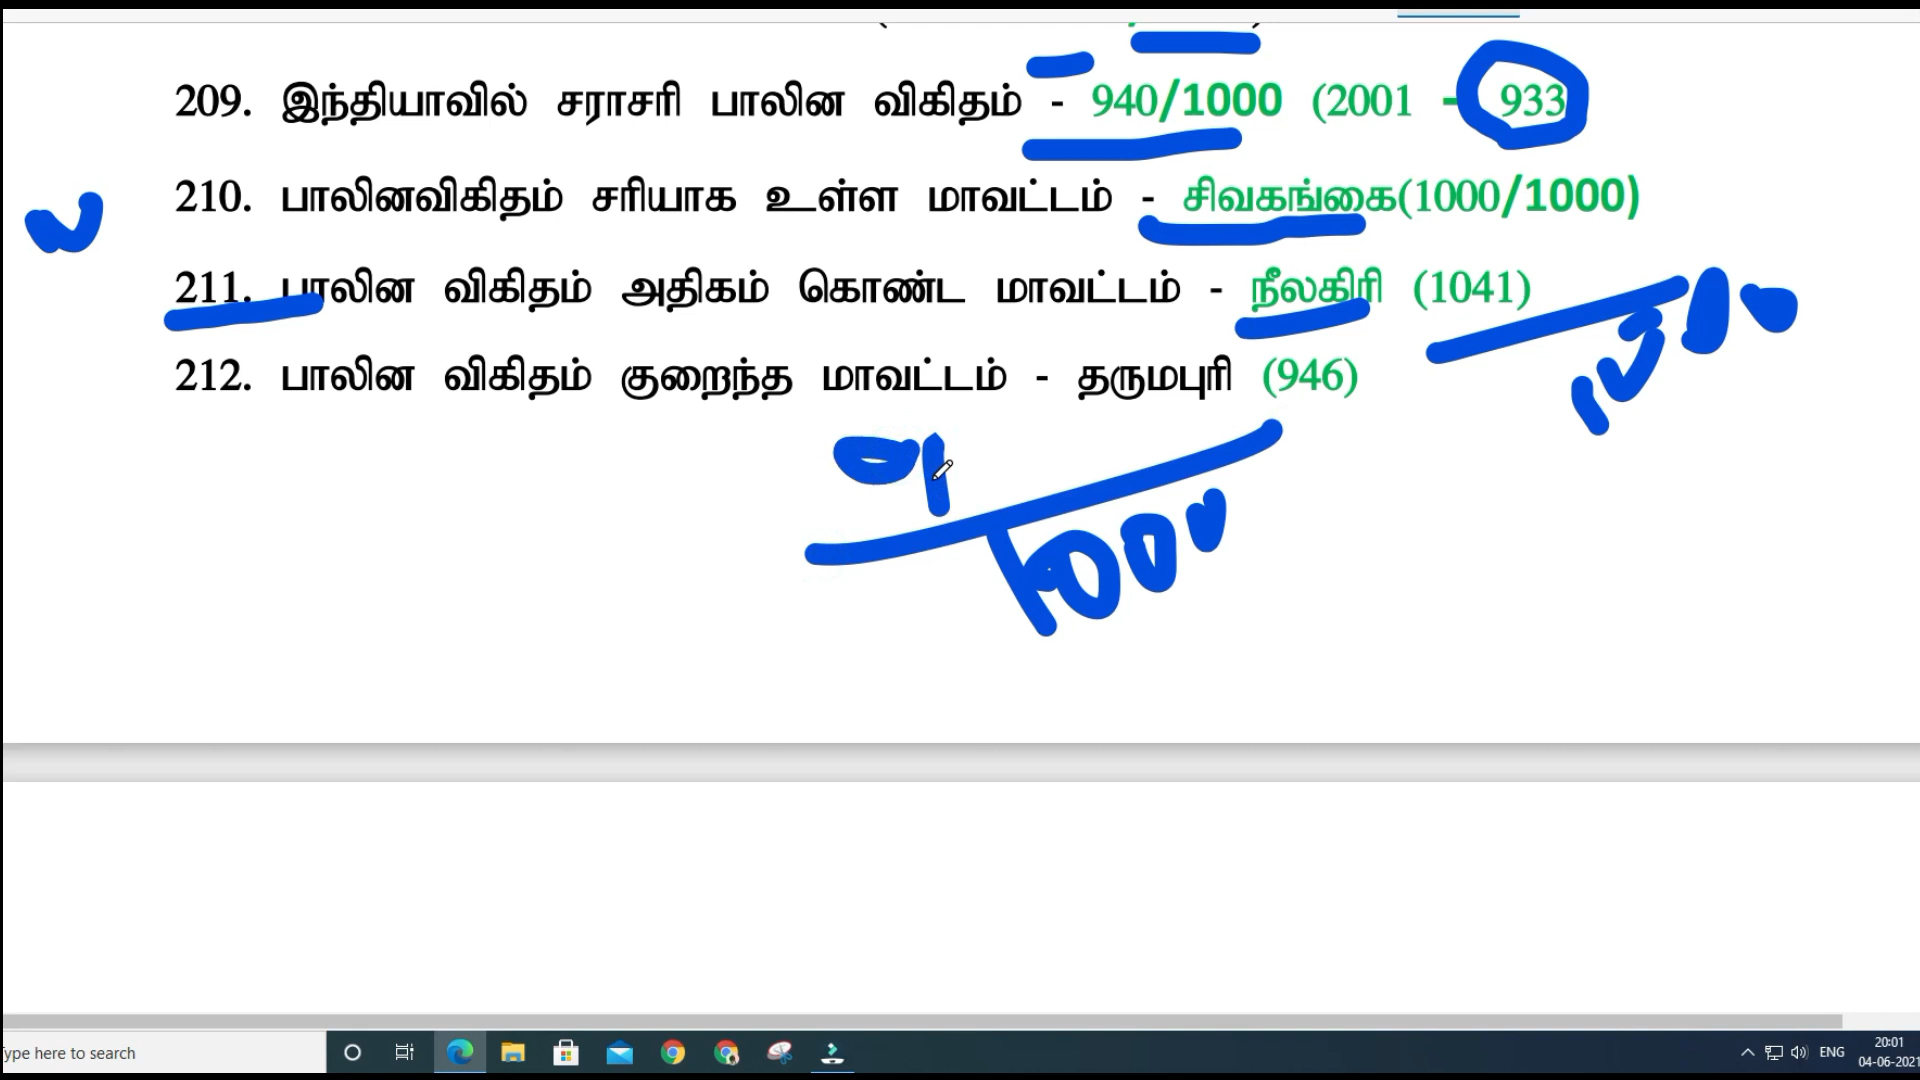 209. இந்தியாவில் சராசரி பாலின விகிதம் - 940/1000 (2001 - 933
210. பாலினவிகிதம் சரியாக உள்ள மாவட்டம் - சிவகங்கை(1000/1000)
211. பாலின விகிதம் அதிகம் கொண்ட மாவட்டம் - நீலகிரி (1041)
212. பாலின விகிதம் குறைந்த மாவட்டம் - தருமபுரி (946)
1000
ype here to search
ENG
20:01
04-06-2021